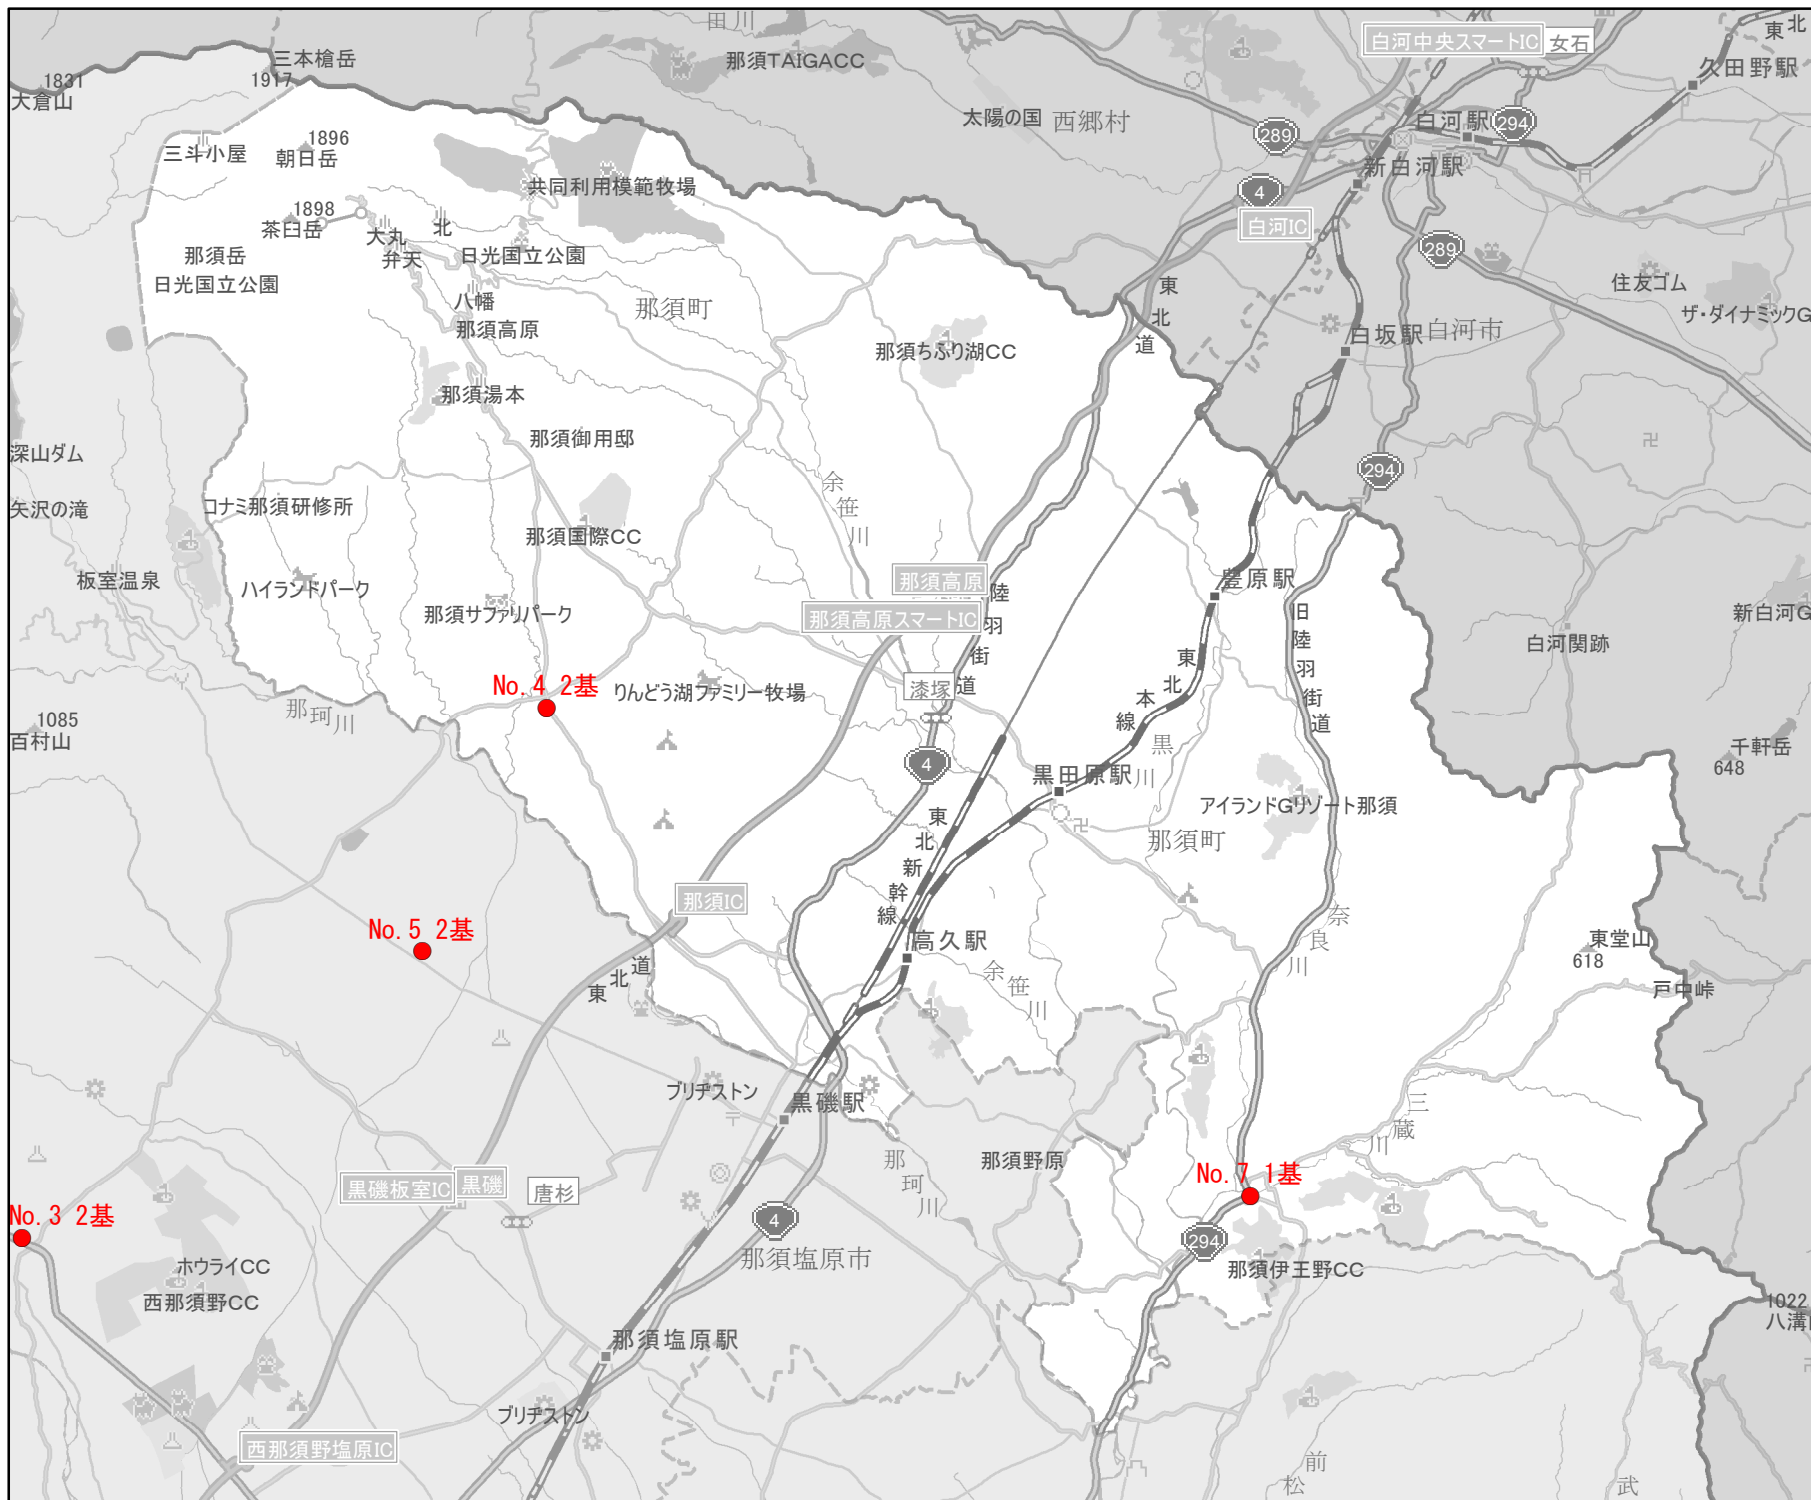 田川
白河中央スマートIC
女石
東北
久田野駅
三本槍岳
1917
1831
大倉山
那須TAIGACC
太陽の国
西郷村
289
白河駅
294
新白河駅
三斗小屋
1896
朝日岳
共同利用模範牧場
4
白河IC
1898
茶臼岳
大丸
北
弁天
日光国立公園
那須岳
日光国立公園
八幡
那須高原
那須町
289
住友ゴム
ザ・ダイナミックG
東北道
白坂駅
白河市
那須ちふり湖CC
那須湯本
那須御用邸
深山ダム
矢沢の滝
コナミ那須研修所
余笹川
294
那須国際CC
板室温泉
ハイランドパーク
那須サファリパーク
那須高原
那須高原スマートIC
陸羽街道
豊原駅
旧陸羽街道
新白河G
白河関跡
No.4 2基
りんどう湖ファミリー牧場
漆塚
東北本線
那珂川
1085
百村山
4
黒川
黒田原駅
千軒岳
648
アイランドGリゾート那須
那須町
東北新幹線
那須IC
No.5 2基
高久駅
奈良川
東堂山
618
戸中峠
東北道
余笹川
ブリヂストン
黒磯駅
三蔵川
那珂川
那須野原
No.7 1基
黒磯板室IC
黒磯
唐杉
No.3 2基
4
294
那須塩原市
ホウライCC
西那須野CC
那須伊王野CC
1022
八溝
那須塩原駅
ブリヂストン
西那須野塩原IC
前
松
武